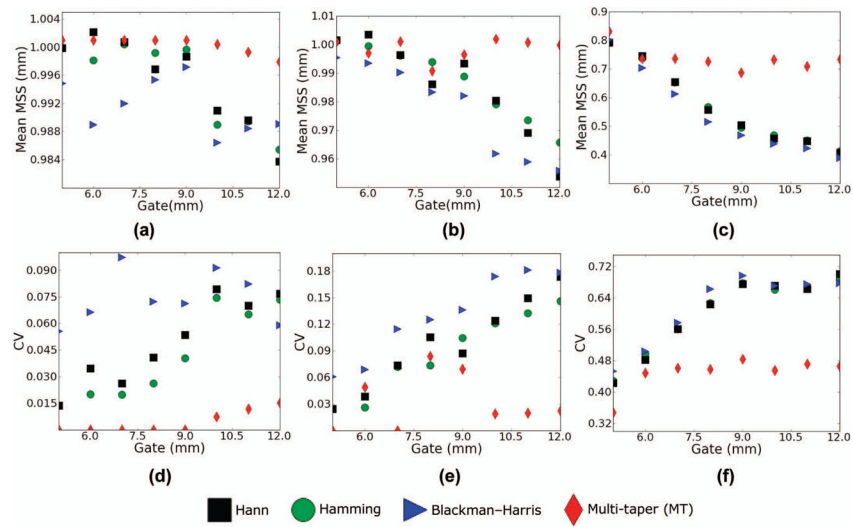 1.004
1.000
0.996
0.992
0.988
0.984
Mean MSS (mm)
6.0 7.5 9.0 10.5 12.0
Gate(mm)
(a)
1.01
1.00
0.99
0.98
0.97
0.96
Mean MSS (mm)
6.0 7.5 9.0 10.5 12.0
Gate(mm)
(b)
0.9
0.8
0.7
0.6
0.5
0.4
Mean MSS (mm)
6.0 7.5 9.0 10.5 12.0
Gate(mm)
(c)
0.090
0.075
0.060
0.045
0.030
0.015
CV
6.0 7.5 9.0 10.5 12.0
Gate (mm)
(d)
0.18
0.15
0.12
0.09
0.06
0.03
CV
6.0 7.5 9.0 10.5 12.0
Gate (mm)
(e)
0.72
0.64
0.56
0.48
0.40
0.32
CV
6.0 7.5 9.0 10.5 12.0
Gate (mm)
(f)
Hann Hamming Blackman–Harris Multi-taper (MT)